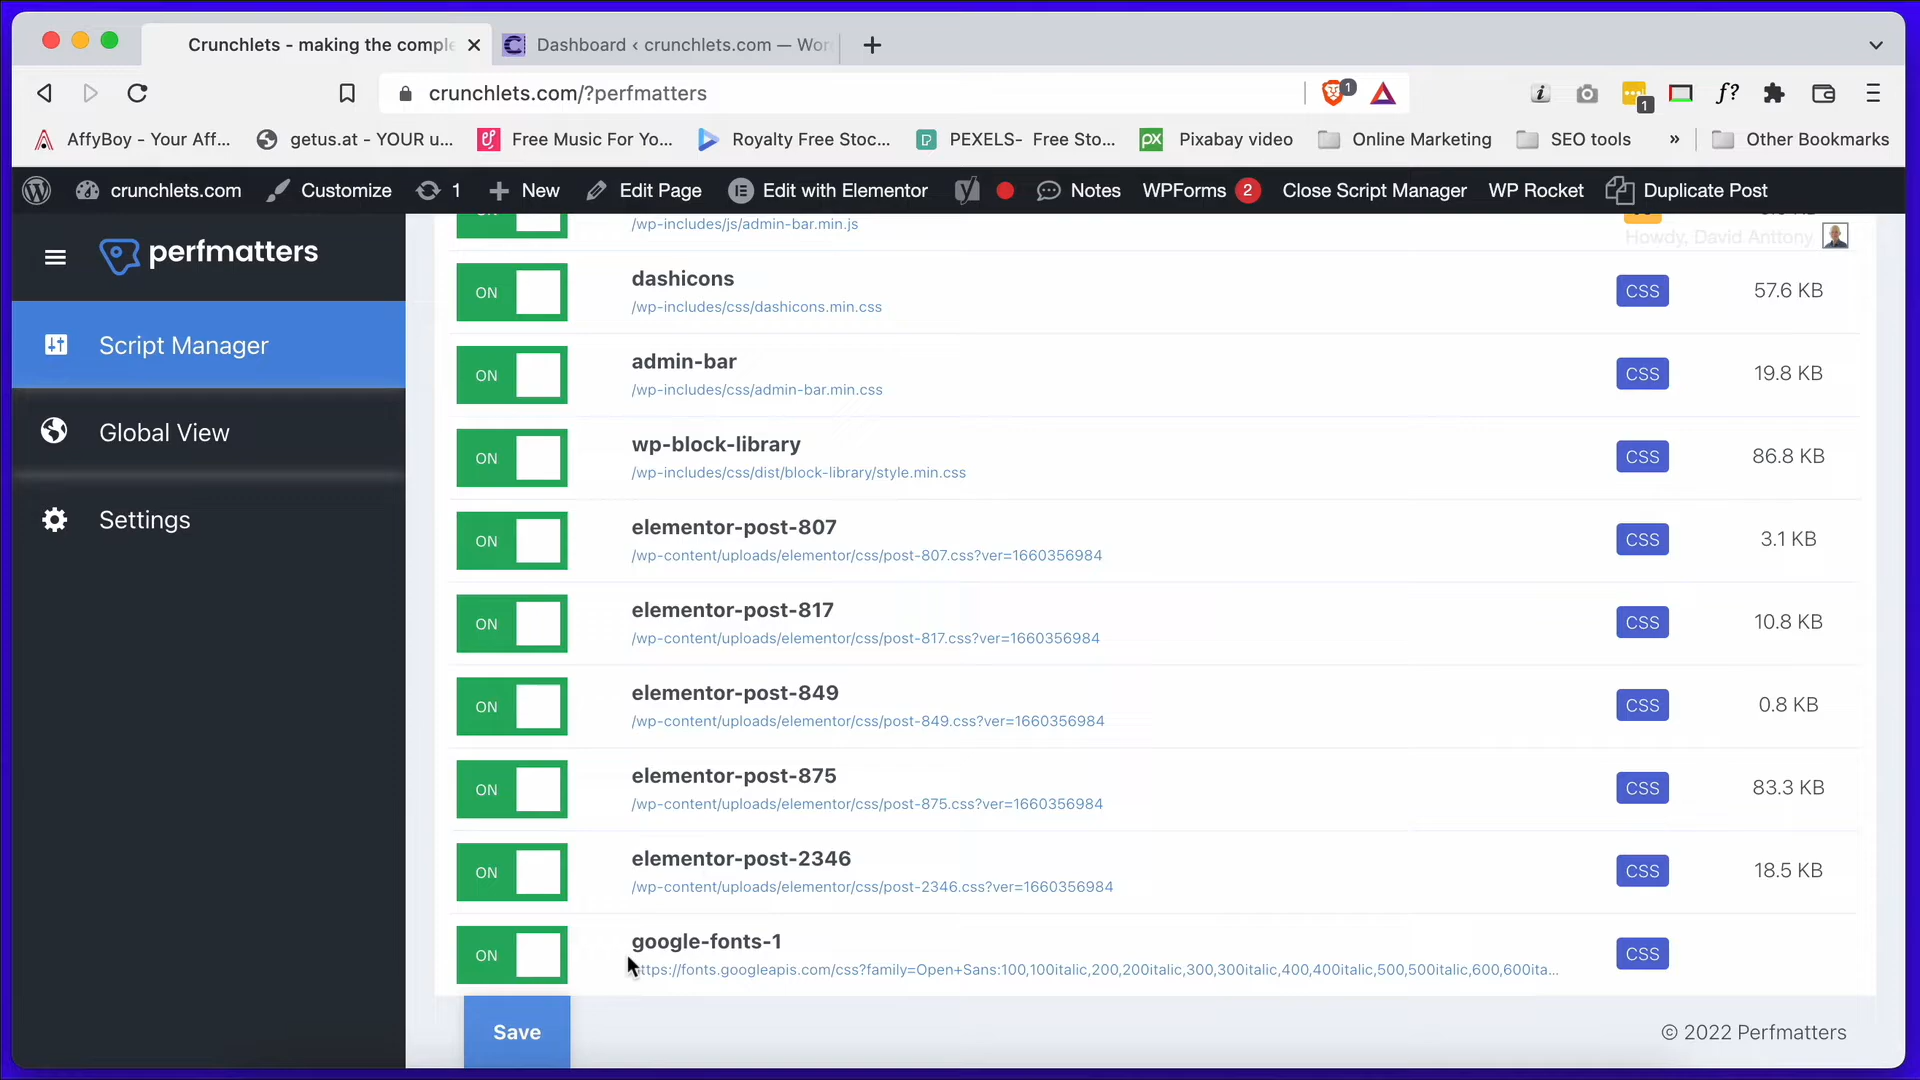 Crunchlets - making the comple
Dashboard ‹ crunchlets.com — Wor
crunchlets.com/?perfmatters
1
1
f?
AffyBoy - Your Aff...
getus.at - YOUR u...
Free Music For Yo...
Royalty Free Stoc...
PEXELS- Free Sto...
px
Pixabay video
Online Marketing
SEO tools
»
Other Bookmarks
crunchlets.com
Customize
1
New
Edit Page
Edit with Elementor
Notes
WPForms 2
Close Script Manager
WP Rocket
Duplicate Post
Howdy, David Anttony
perfmatters
Script Manager
Global View
Settings
/wp-includes/js/admin-bar.min.js
ON
dashicons
/wp-includes/css/dashicons.min.css
CSS
57.6 KB
ON
admin-bar
/wp-includes/css/admin-bar.min.css
CSS
19.8 KB
ON
wp-block-library
/wp-includes/css/dist/block-library/style.min.css
CSS
86.8 KB
ON
elementor-post-807
/wp-content/uploads/elementor/css/post-807.css?ver=1660356984
CSS
3.1 KB
ON
elementor-post-817
/wp-content/uploads/elementor/css/post-817.css?ver=1660356984
CSS
10.8 KB
ON
elementor-post-849
/wp-content/uploads/elementor/css/post-849.css?ver=1660356984
CSS
0.8 KB
ON
elementor-post-875
/wp-content/uploads/elementor/css/post-875.css?ver=1660356984
CSS
83.3 KB
ON
elementor-post-2346
/wp-content/uploads/elementor/css/post-2346.css?ver=1660356984
CSS
18.5 KB
ON
google-fonts-1
ttps://fonts.googleapis.com/css?family=Open+Sans:100,100italic,200,200italic,300,300italic,400,400italic,500,500italic,600,600ita...
CSS
Save
© 2022 Perfmatters